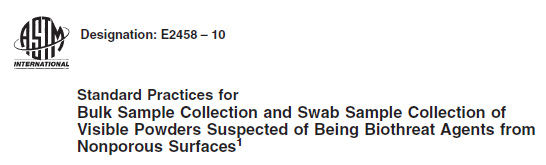 ASTM
INTERNATIONAL
Designation: E2458 – 10
Standard Practices for
Bulk Sample Collection and Swab Sample Collection of
Visible Powders Suspected of Being Biothreat Agents from
Nonporous Surfaces¹